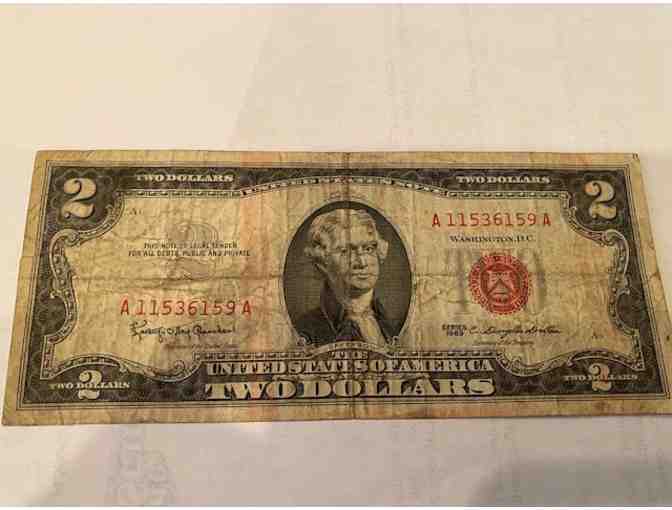 TWO DOLLARS
TWO DOLLARS
2
2
UNITED STATES NOTE
A 11536159 A
THIS NOTE IS LEGAL TENDER
FOR ALL DEBTS, PUBLIC AND PRIVATE
WASHINGTON, D.C.
2
A 11536159 A
SERIES
1963
THE
UNITED STATES OF AMERICA
TWO DOLLARS
TWO DOLLARS
2
TWO DOLLARS
2